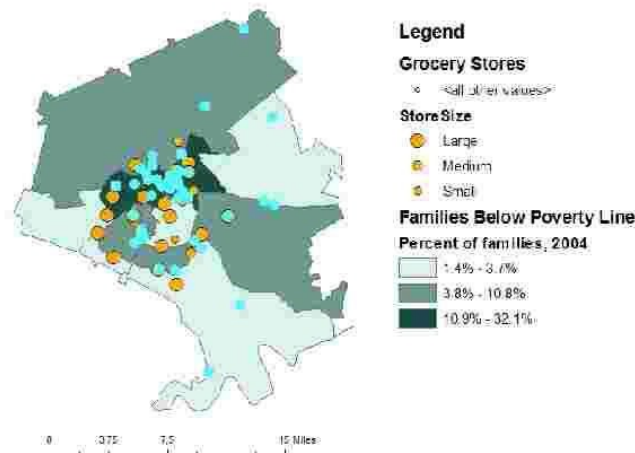 Legend
Grocery Stores
<all other values>
StoreSize
Large
Medium
Small
Families Below Poverty Line
Percent of families, 2004
1.4% - 3.7%
3.8% - 10.8%
10.9% - 32.1%
0 3.75 7.5 15 Miles